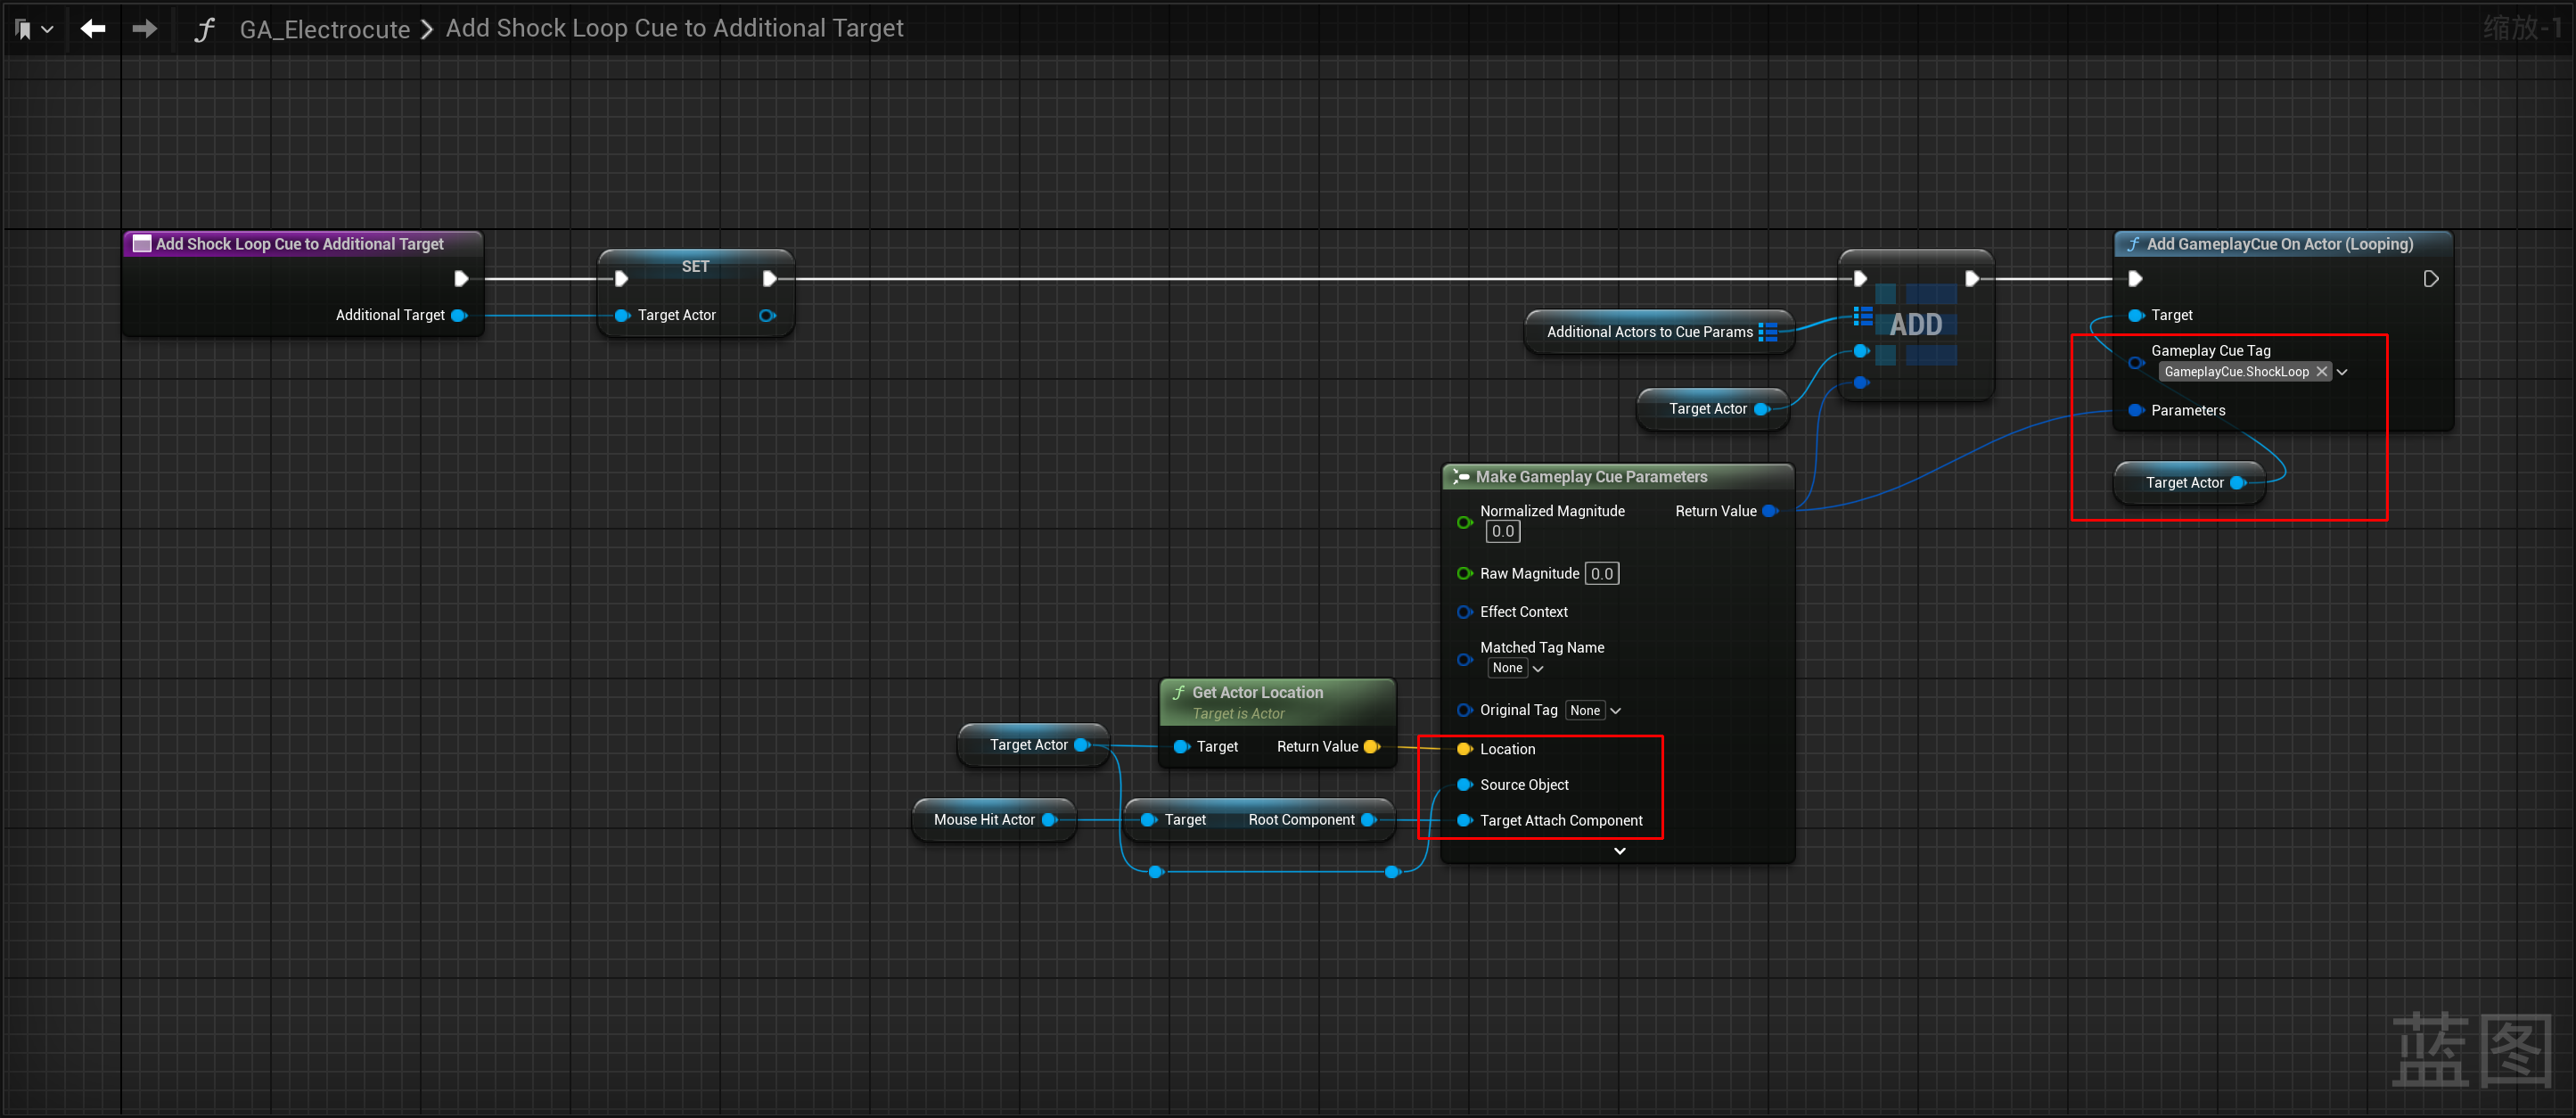 GA_Electrocute > Add Shock Loop Cue to Additional Target
缩放-1
Add Shock Loop Cue to Additional Target
Additional Target
SET
Target Actor
Additional Actors to Cue Params
ADD
Target Actor
Add GameplayCue On Actor (Looping)
Target
Gameplay Cue Tag
GameplayCue.ShockLoop
Parameters
Target Actor
Make Gameplay Cue Parameters
Normalized Magnitude
0.0
Return Value
Raw Magnitude 0.0
Effect Context
Matched Tag Name
None
Original Tag None
Location
Source Object
Target Attach Component
Get Actor Location
Target is Actor
Target Return Value
Target Actor
Mouse Hit Actor
Target Root Component
蓝图